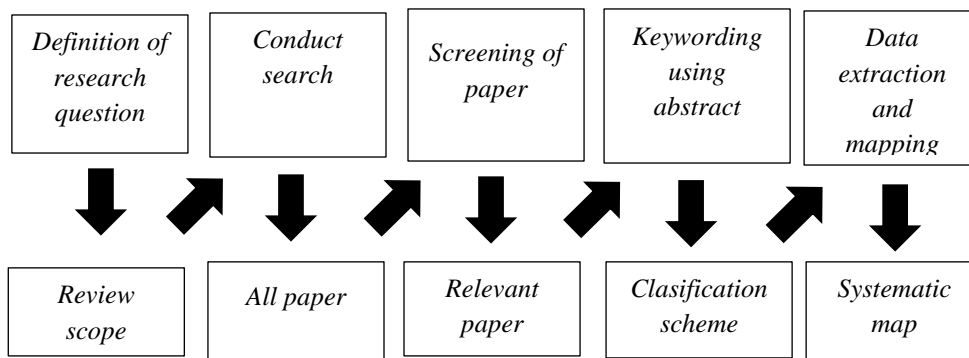 Definition of
research
question
Conduct
search
Screening of
paper
Keywording
using
abstract
Data
extraction
and
mapping
Review
scope
All paper
Relevant
paper
Clasification
scheme
Systematic
map